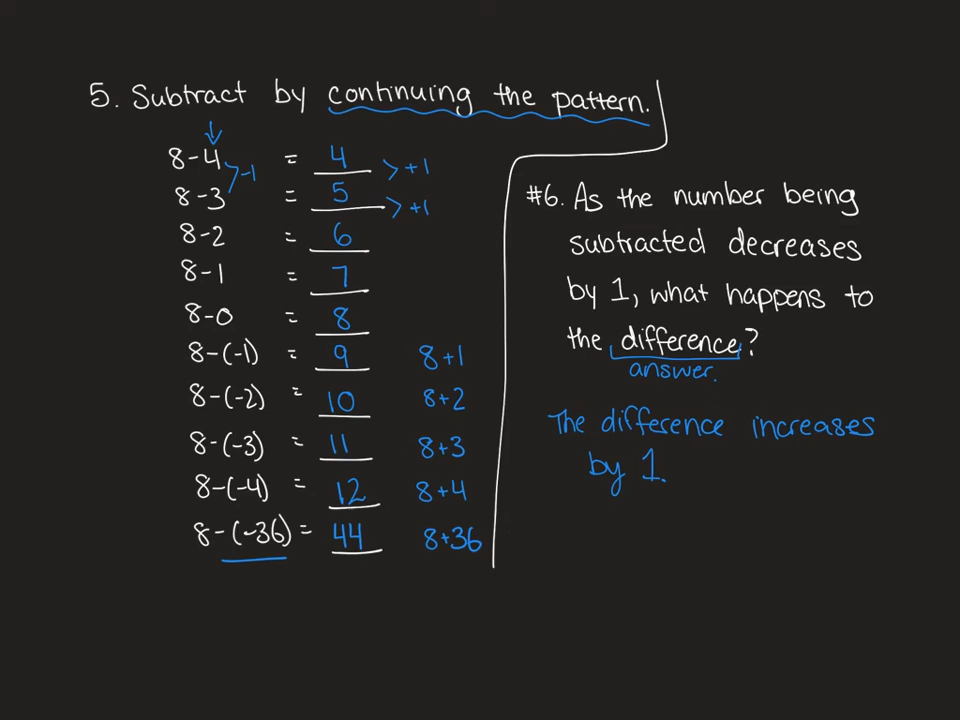 5. Subtract by continuing the pattern.
8-4 = 4 > +1
> -1
8-3 = 5 > +1
8-2 = 6
8-1 = 7
8-0 = 8
8-(-1) = 9 8+1
8-(-2) = 10 8+2
8-(-3) = 11 8+3
8-(-4) = 12 8+4
8-(-36) = 44 8+36
#6. As the number being
subtracted decreases
by 1, what happens to
the difference?
answer.
The difference increases
by 1.